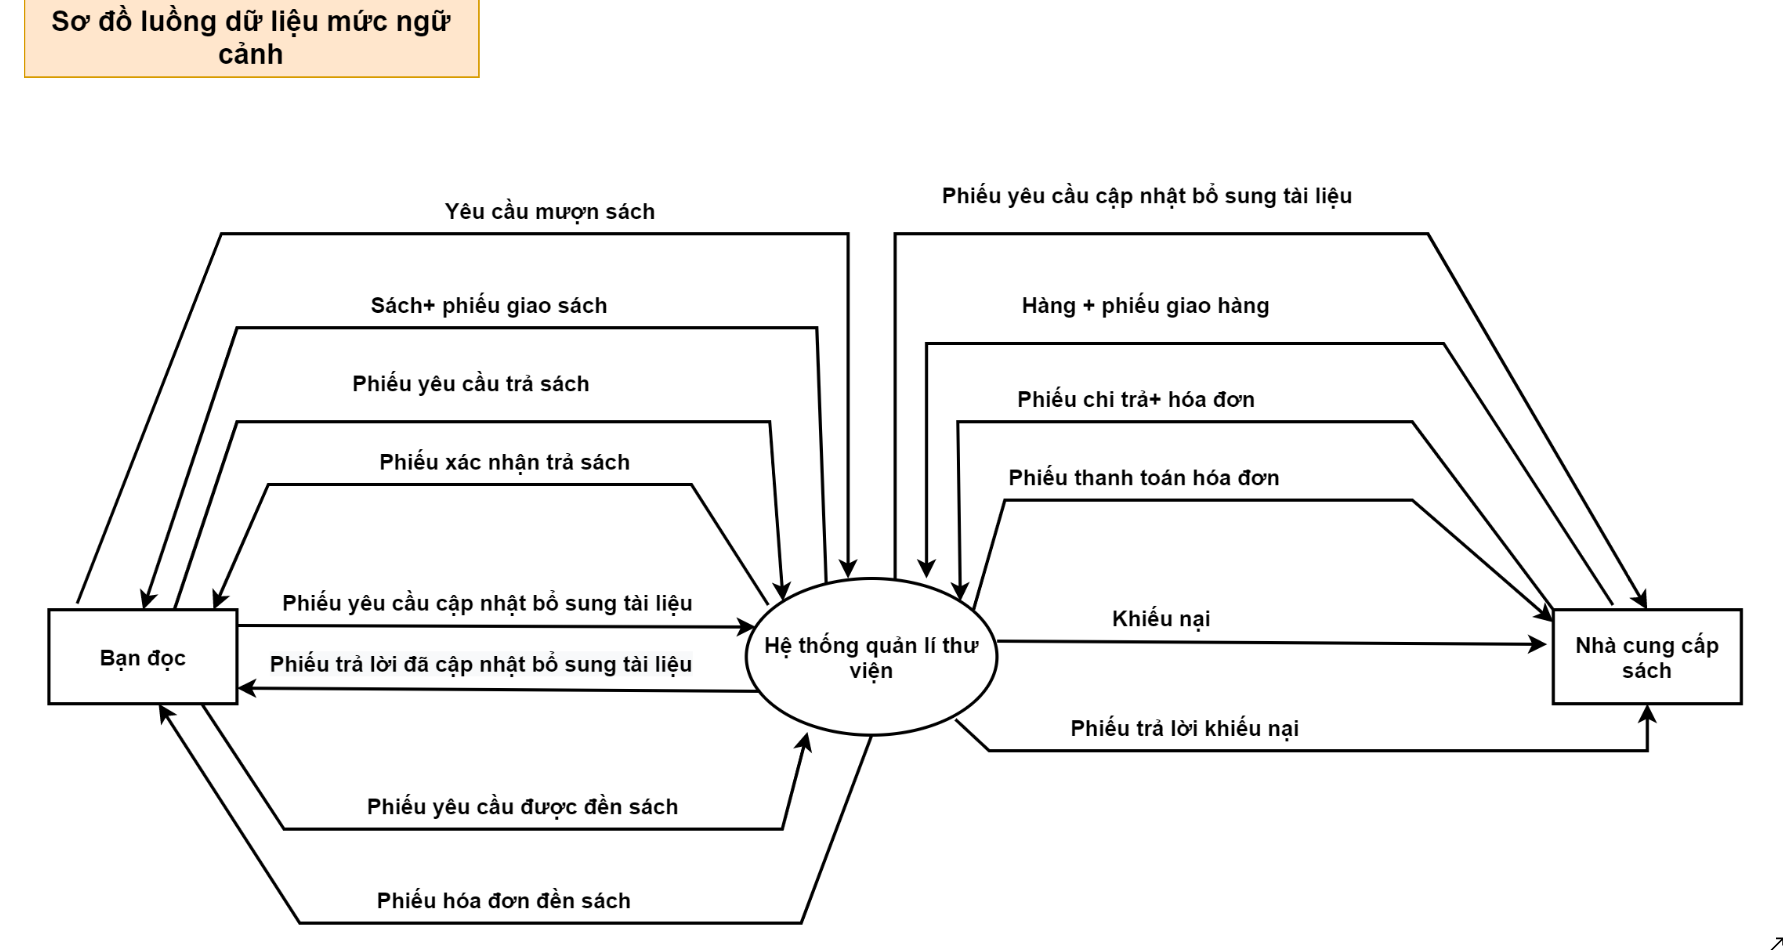 Sơ đồ luồng dữ liệu mức ngữ
cảnh
Phiếu yêu cầu cập nhật bổ sung tài liệu
Yêu cầu mượn sách
Sách+ phiếu giao sách
Hàng + phiếu giao hàng
Phiếu yêu cầu trả sách
Phiếu chi trả+ hóa đơn
Phiếu xác nhận trả sách
Phiếu thanh toán hóa đơn
Phiếu yêu cầu cập nhật bổ sung tài liệu
Khiếu nại
Bạn đọc
Hệ thống quản lí thư
viện
Nhà cung cấp
sách
Phiếu trả lời đã cập nhật bổ sung tài liệu
Phiếu trả lời khiếu nại
Phiếu yêu cầu được đền sách
Phiếu hóa đơn đền sách